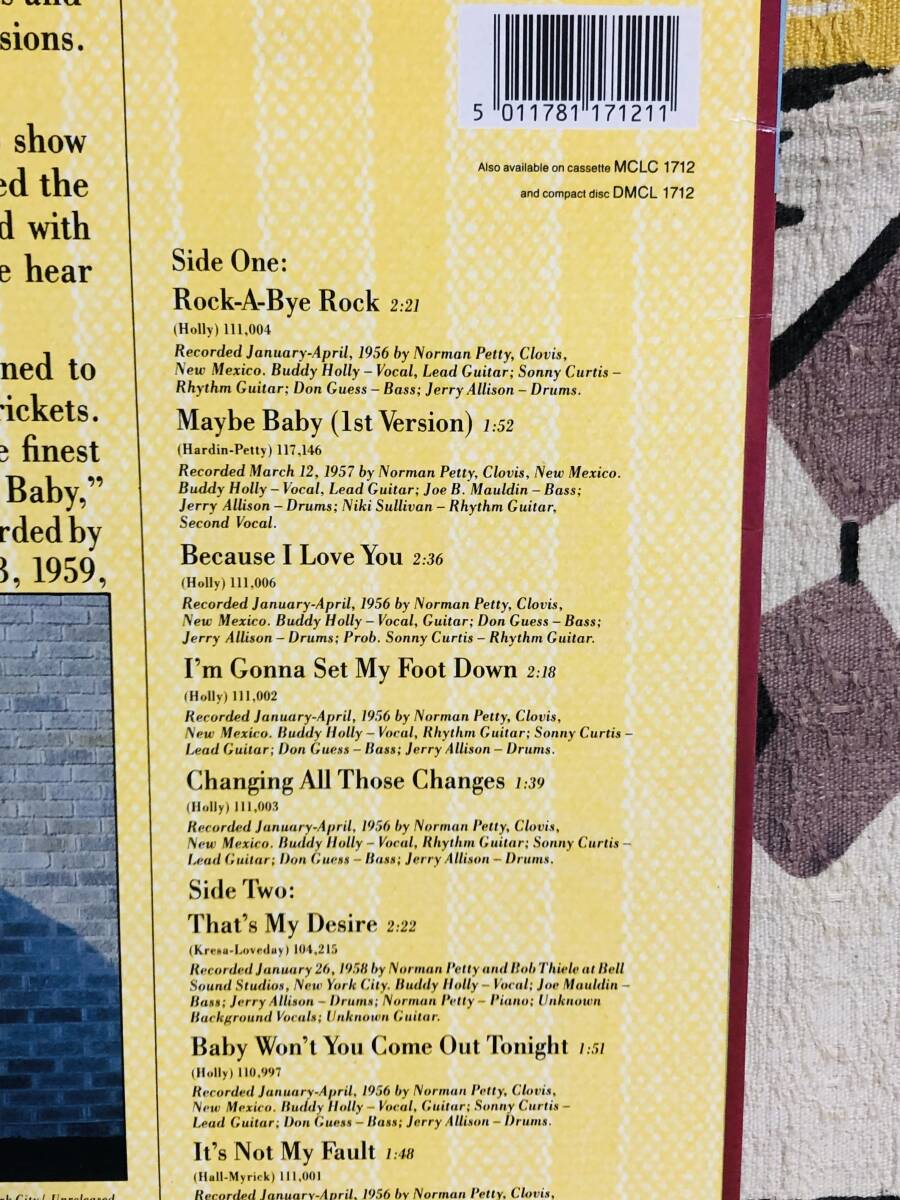 sions.
show
ed the
d with
e hear
ned to
rickets.
e finest
Baby,"
rded by
3, 1959,
5 011781 171211
Also available on cassette MCLC 1712
and compact disc DMCL 1712
Side One:
Rock-A-Bye Rock 2:21
(Holly) 111,004
Recorded January-April, 1956 by Norman Petty, Clovis,
New Mexico. Buddy Holly – Vocal, Lead Guitar; Sonny Curtis –
Rhythm Guitar; Don Guess – Bass; Jerry Allison – Drums.
Maybe Baby (1st Version) 1:52
(Hardin-Petty) 117,146
Recorded March 12, 1957 by Norman Petty, Clovis, New Mexico.
Buddy Holly – Vocal, Lead Guitar; Joe B. Mauldin – Bass;
Jerry Allison – Drums; Niki Sullivan – Rhythm Guitar,
Second Vocal.
Because I Love You 2:36
(Holly) 111,006
Recorded January-April, 1956 by Norman Petty, Clovis,
New Mexico. Buddy Holly – Vocal, Guitar; Don Guess – Bass;
Jerry Allison – Drums; Prob. Sonny Curtis – Rhythm Guitar.
I'm Gonna Set My Foot Down 2:18
(Holly) 111,002
Recorded January-April, 1956 by Norman Petty, Clovis,
New Mexico. Buddy Holly – Vocal, Rhythm Guitar; Sonny Curtis –
Lead Guitar; Don Guess – Bass; Jerry Allison – Drums.
Changing All Those Changes 1:39
(Holly) 111,003
Recorded January-April, 1956 by Norman Petty, Clovis,
New Mexico. Buddy Holly – Vocal, Rhythm Guitar; Sonny Curtis –
Lead Guitar; Don Guess – Bass; Jerry Allison – Drums.
Side Two:
That's My Desire 2:22
(Kresa-Loveday) 104,215
Recorded January 26, 1958 by Norman Petty and Bob Thiele at Bell
Sound Studios, New York City. Buddy Holly – Vocal; Joe Mauldin –
Bass; Jerry Allison – Drums; Norman Petty – Piano; Unknown
Background Vocals; Unknown Guitar.
Baby Won't You Come Out Tonight 1:51
(Holly) 110,997
Recorded January-April, 1956 by Norman Petty, Clovis,
New Mexico. Buddy Holly – Vocal, Guitar; Sonny Curtis –
Lead Guitar; Don Guess – Bass; Jerry Allison – Drums.
It's Not My Fault 1:48
(Hall-Myrick) 111,001
Recorded January-April, 1956 by Norman Petty, Clovis,